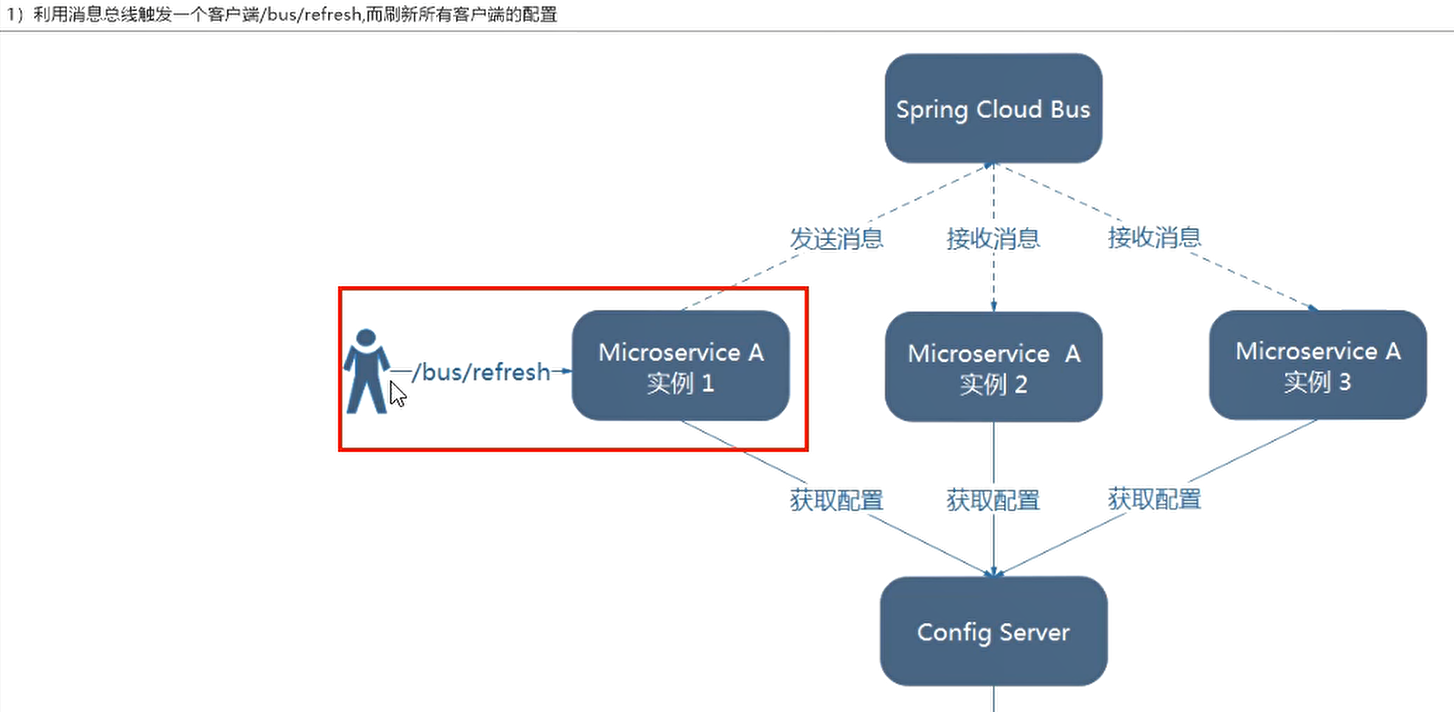 1）利用消息总线触发一个客户端/bus/refresh,而刷新所有客户端的配置
Spring Cloud Bus
发送消息
接收消息
接收消息
/bus/refresh
Microservice A
实例 1
Microservice A
实例 2
Microservice A
实例 3
获取配置
获取配置
获取配置
Config Server